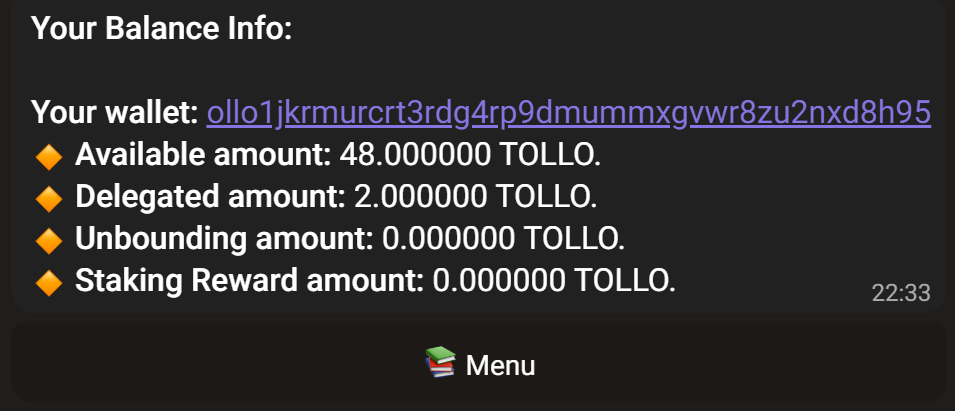 Your Balance Info:
Your wallet: ollo1jkrmurcrt3rdg4rp9dmummxgvwr8zu2nxd8h95
🔸 Available amount: 48.000000 TOLLO.
🔸 Delegated amount: 2.000000 TOLLO.
🔸 Unbounding amount: 0.000000 TOLLO.
🔸 Staking Reward amount: 0.000000 TOLLO.
22:33
📚 Menu